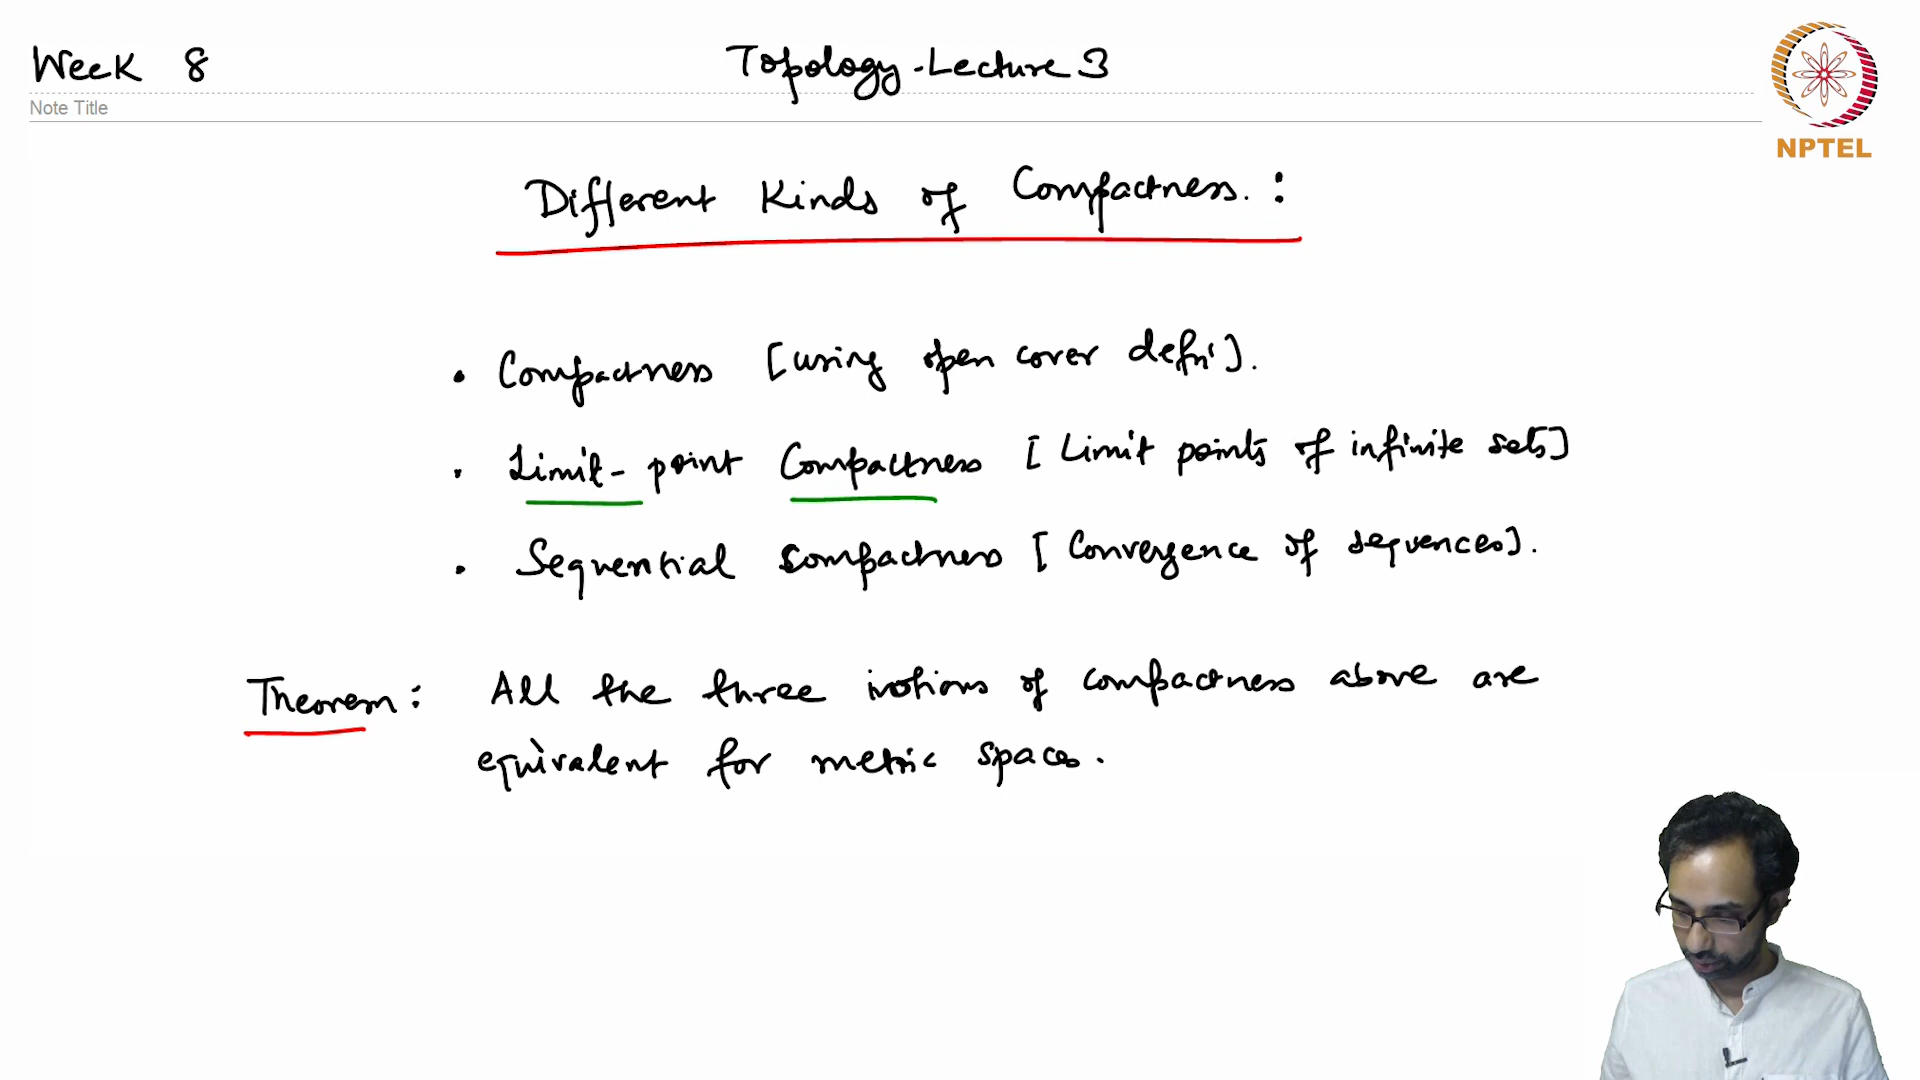 Week 8
Topology-Lecture 3
Note Title
NPTEL
Different Kinds of Compactness. :
• Compactness [using open cover defn'].
• Limit-point Compactness [Limit points of infinite sets]
• Sequential compactness [Convergence of sequences].
Theorem: All the three notions of compactness above are
equivalent for metric spaces.